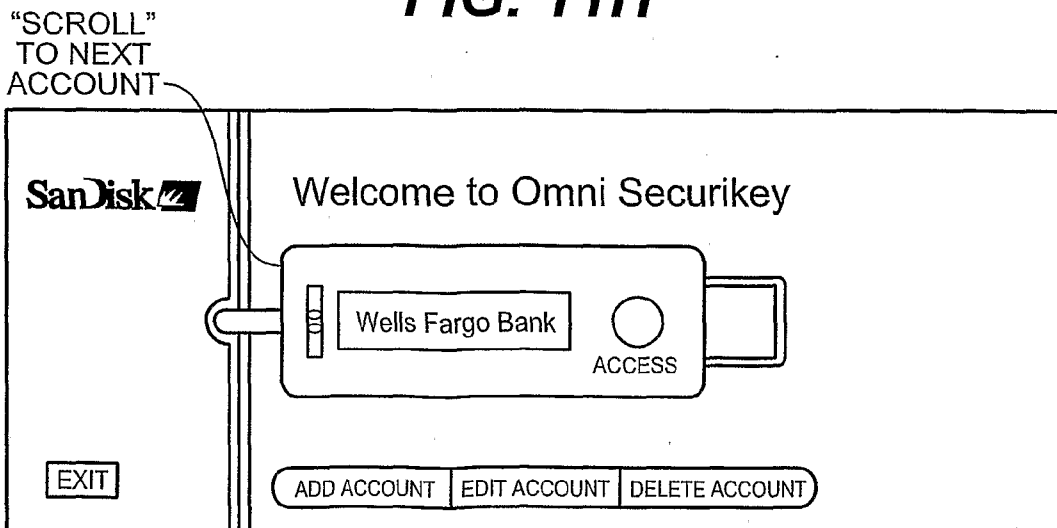 “SCROLL”
TO NEXT
ACCOUNT
SanDisk
Welcome to Omni Securikey
Wells Fargo Bank
ACCESS
EXIT
ADD ACCOUNT EDIT ACCOUNT DELETE ACCOUNT